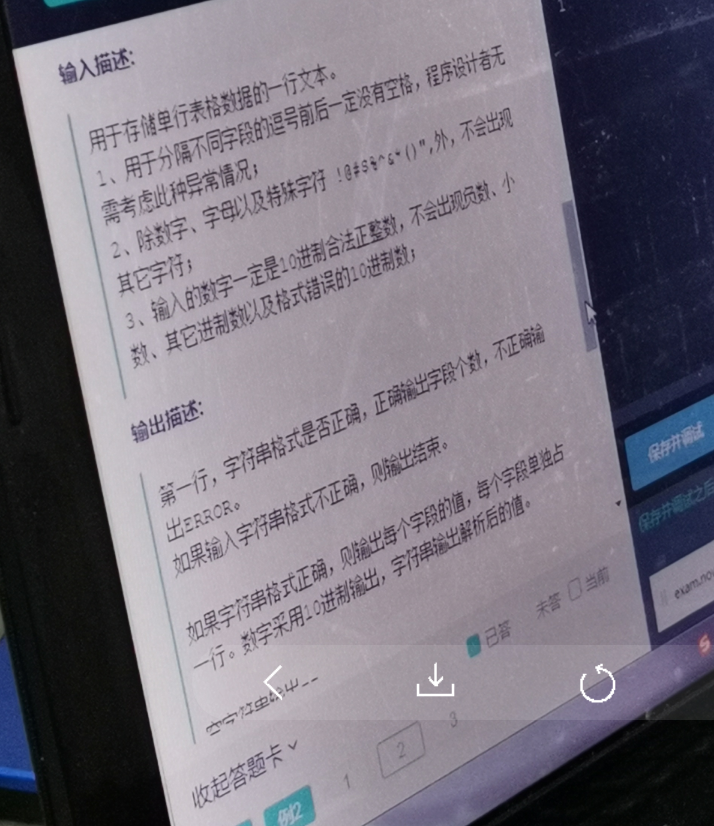 输入描述:
用于存储单行表格数据的一行文本。
1、用于分隔不同字段的逗号前后一定没有空格，程序设计者无
需考虑此种异常情况；
2、除数字、字母以及特殊字符 !@#$%^&*()",外，不会出现
其它字符；
3、输入的数字一定是10进制合法正整数，不会出现负数、小
数、其它进制数以及格式错误的10进制数；
输出描述:
第一行，字符串格式是否正确，正确输出字段个数，不正确输
出ERROR。
如果输入字符串格式不正确，则输出结束。
如果字符串格式正确，则输出每个字段的值，每个字段单独占
一行。数字采用10进制输出，字符串输出解析后的值。
空字符串输出--
已答 未答 当前
收起答题卡
1 2 3
例2
保存并调试
保存并调试之后
exam.no